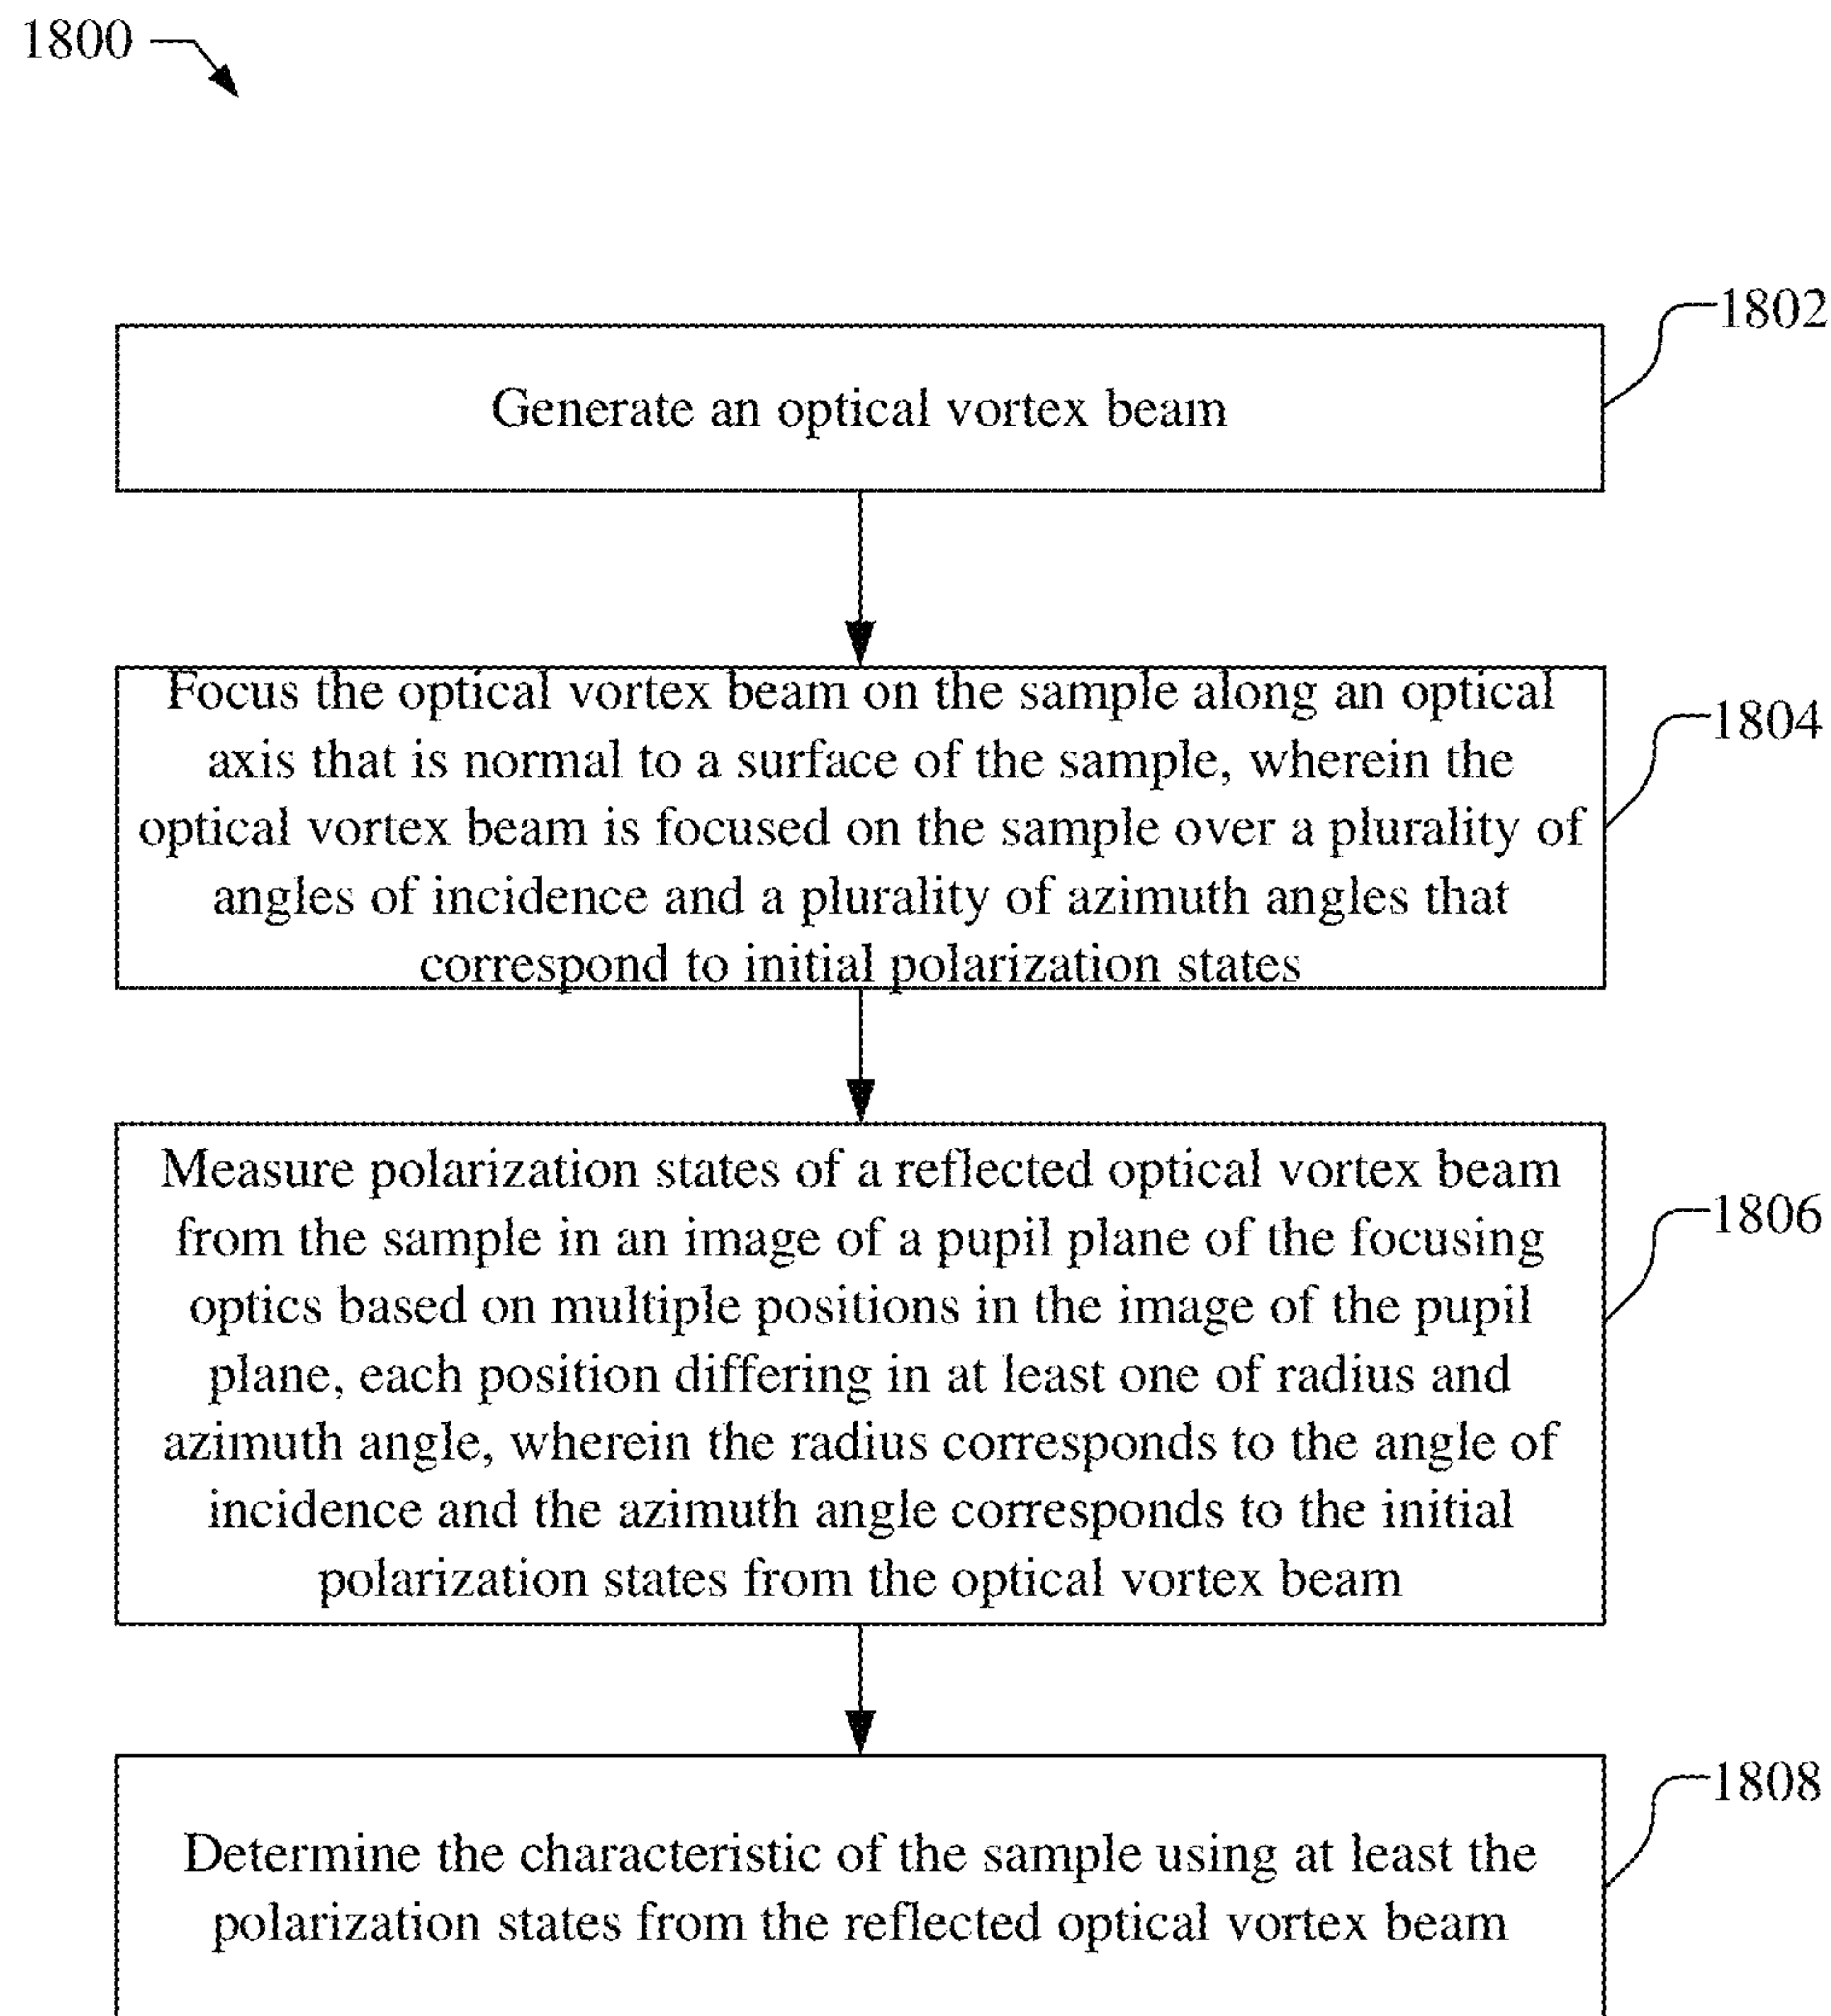 1800
1802
Generate an optical vortex beam
Focus the optical vortex beam on the sample along an optical
axis that is normal to a surface of the sample, wherein the
optical vortex beam is focused on the sample over a plurality of
angles of incidence and a plurality of azimuth angles that
correspond to initial polarization states
1804
Measure polarization states of a reflected optical vortex beam
from the sample in an image of a pupil plane of the focusing
optics based on multiple positions in the image of the pupil
plane, each position differing in at least one of radius and
azimuth angle, wherein the radius corresponds to the angle of
incidence and the azimuth angle corresponds to the initial
polarization states from the optical vortex beam
1806
Determine the characteristic of the sample using at least the
polarization states from the reflected optical vortex beam
1808